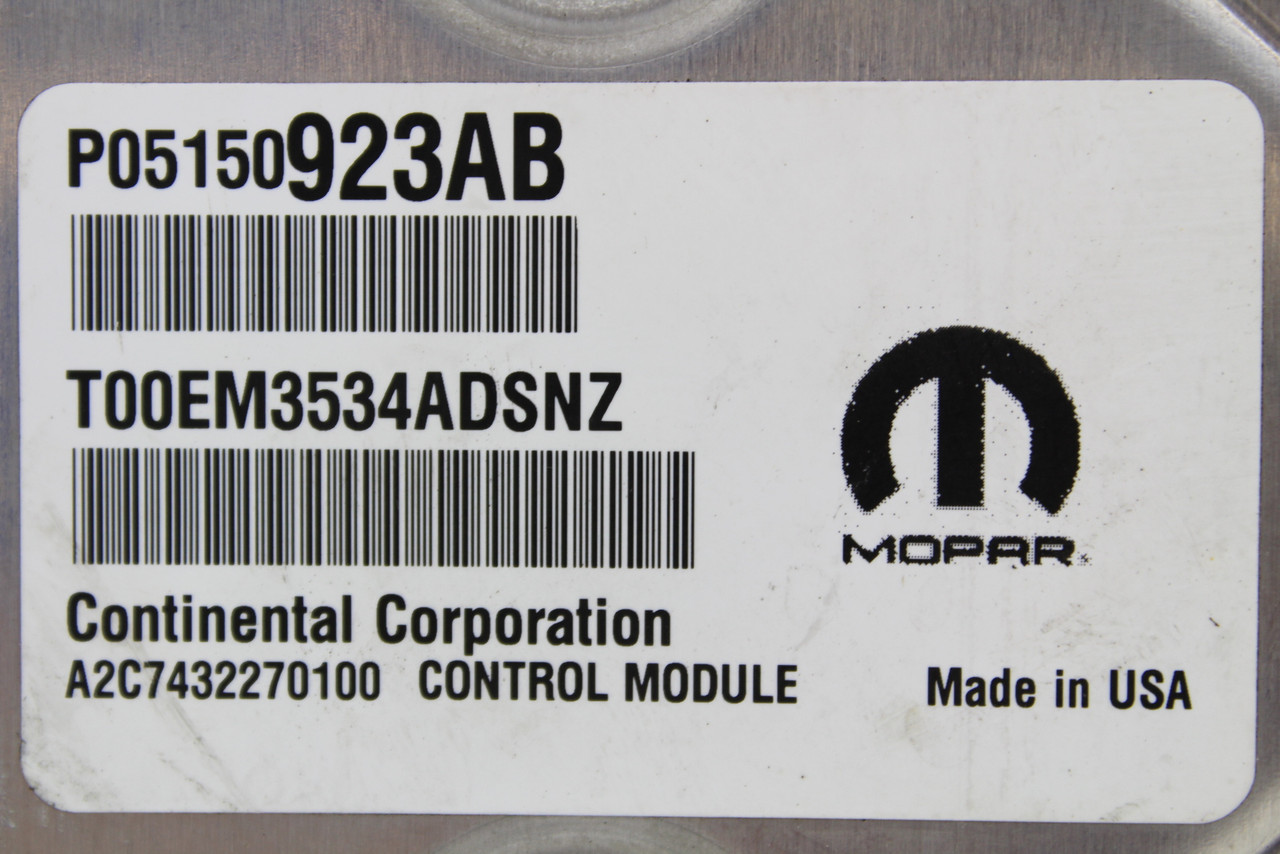 P05150923AB
T00EM3534ADSNZ
MOPAR
Continental Corporation
A2C7432270100 CONTROL MODULE
Made in USA